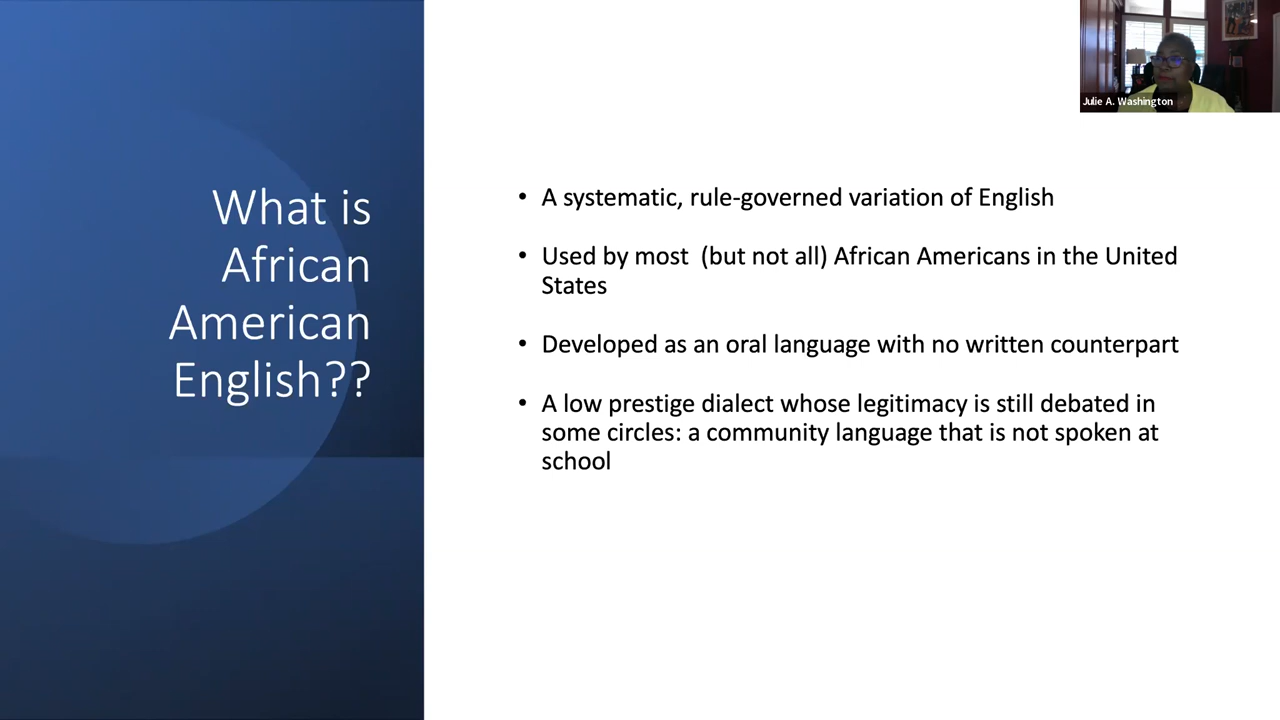 What is
African
American
English??
• A systematic, rule-governed variation of English
• Used by most  (but not all) African Americans in the United
States
• Developed as an oral language with no written counterpart
• A low prestige dialect whose legitimacy is still debated in
some circles: a community language that is not spoken at
school
Julie A. Washington